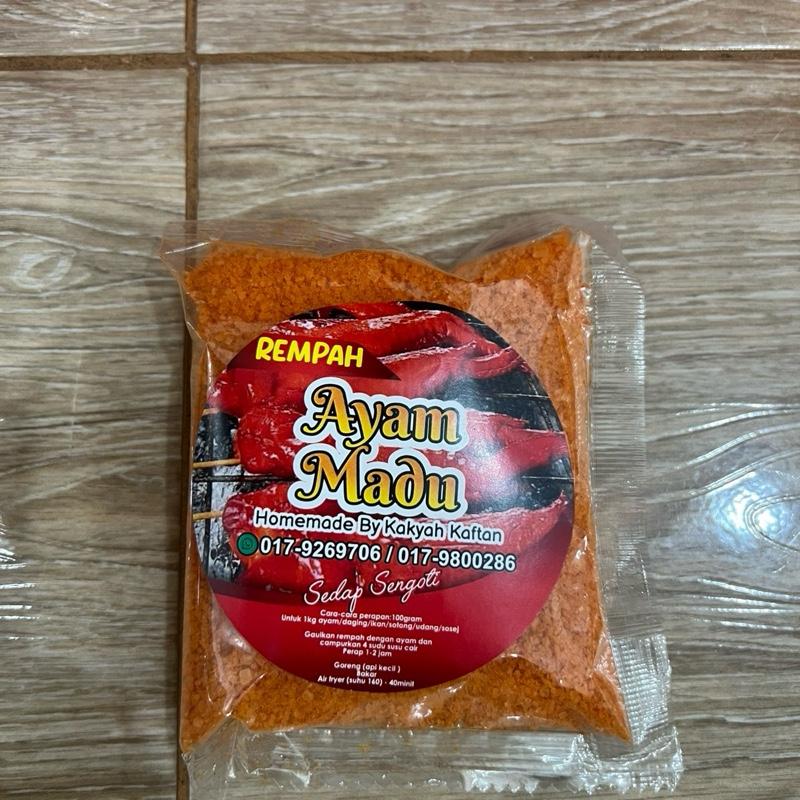 REMPAH
Ayam
Madu
Homemade By Kakyah Kaftan
017-9269706 / 017-9800286
Sedap Sengoti
Cara-cara perapan:100gram
Untuk 1kg ayam/daging/ikan/sotong/udang/sosej
Gaulkan rempah dengan ayam dan
campurkan 4 sudu susu cair
Perap 1-2 jam
Goreng (api kecil )
Bakar
Air fryer (suhu 160) - 40minit